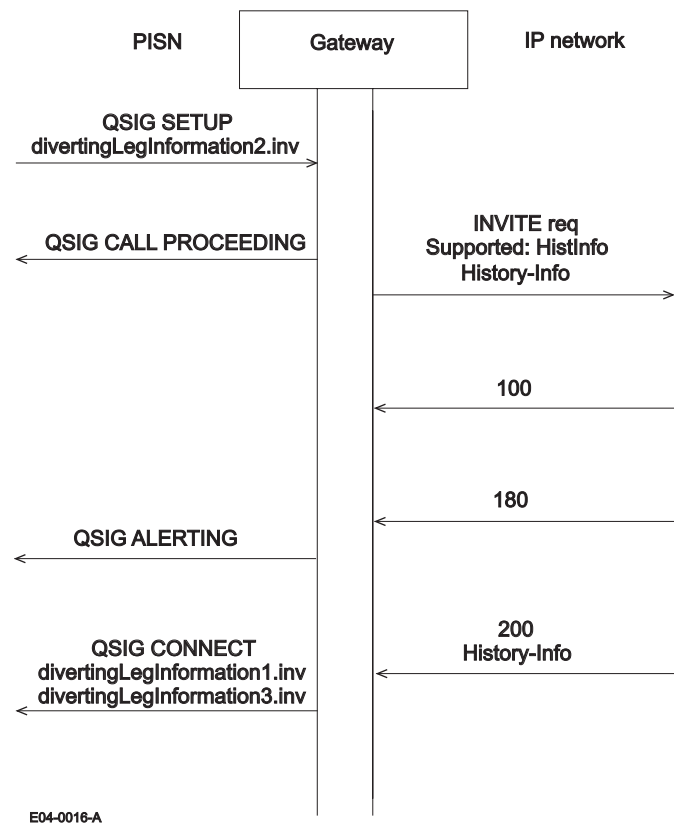 PISN
Gateway
IP network
QSIG SETUP
divertingLegInformation2.inv
QSIG CALL PROCEEDING
INVITE req
Supported: HistInfo
History-Info
100
180
QSIG ALERTING
200
History-Info
QSIG CONNECT
divertingLegInformation1.inv
divertingLegInformation3.inv
E04-0016-A